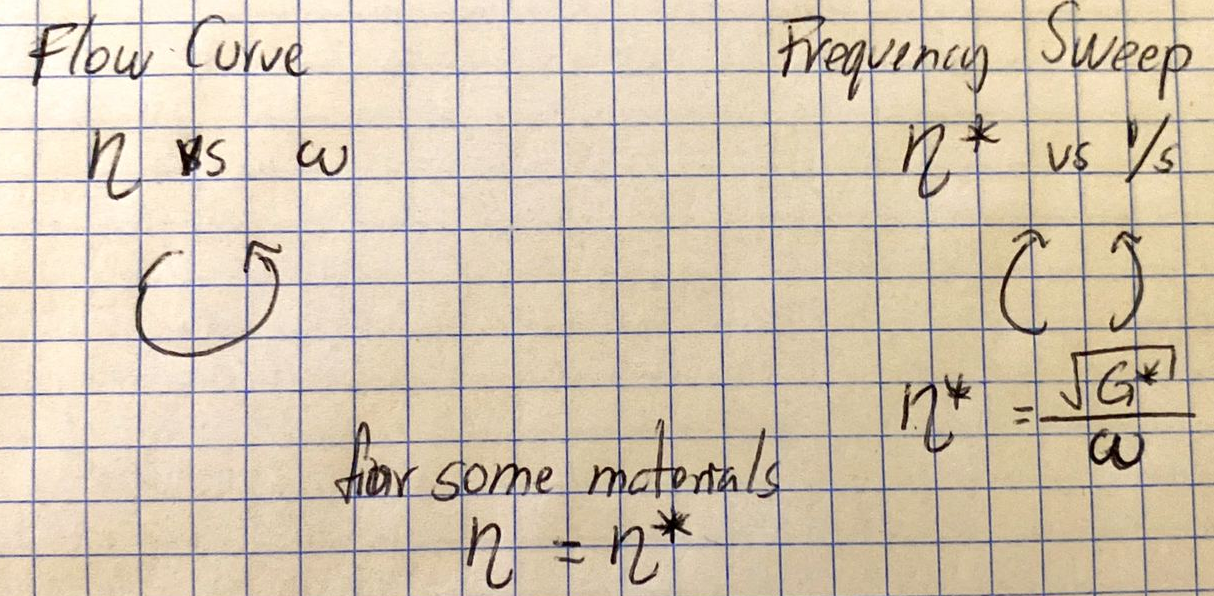 Flow Curve
η vs ω
Frequency Sweep
η* vs 1/s
η* = √G* / ω
for some materials
η = η*